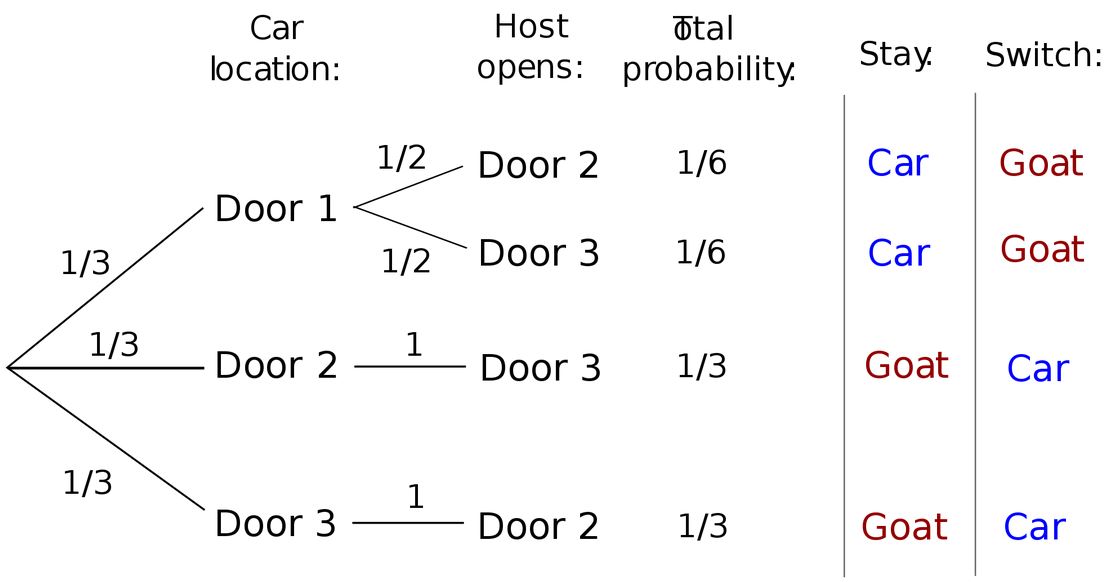 Car location:
Host opens:
Total probability:
Stay:
Switch:
1/3
Door 1
1/2
Door 2
1/6
Car
Goat
1/2
Door 3
1/6
Car
Goat
1/3
Door 2
1
Door 3
1/3
Goat
Car
1/3
Door 3
1
Door 2
1/3
Goat
Car